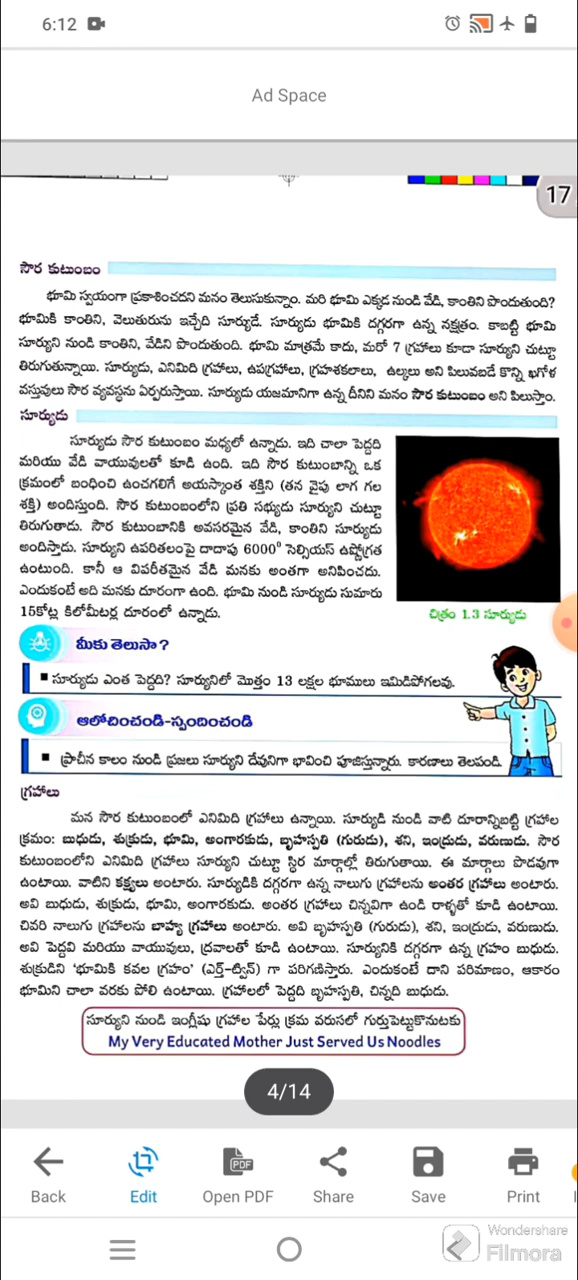 6:12
Ad Space
17
సౌర కుటుంబం
భూమి స్వయంగా ప్రకాశించదని మనం తెలుసుకున్నాం. మరి భూమి ఎక్కడ నుండి వేడి, కాంతిని పొందుతుంది?
భూమికి కాంతిని, వెలుతురును ఇచ్చేది సూర్యుడే. సూర్యుడు భూమికి దగ్గరగా ఉన్న నక్షత్రం. కాబట్టి భూమి
సూర్యుని నుండి కాంతిని, వేడిని పొందుతుంది. భూమి మాత్రమే కాదు, మరో 7 గ్రహాలు కూడా సూర్యుని చుట్టూ
తిరుగుతున్నాయి. సూర్యుడు, ఎనిమిది గ్రహాలు, ఉపగ్రహాలు, గ్రహశకలాలు, ఉల్కలు అని పిలువబడే కొన్ని ఖగోళ
వస్తువులు సౌర వ్యవస్థను ఏర్పరుస్తాయి. సూర్యుడు యజమానిగా ఉన్న దీనిని మనం సౌర కుటుంబం అని పిలుస్తాం.
సూర్యుడు
సూర్యుడు సౌర కుటుంబం మధ్యలో ఉన్నాడు. ఇది చాలా పెద్దది
మరియు వేడి వాయువులతో కూడి ఉంది. ఇది సౌర కుటుంబాన్ని ఒక
క్రమంలో బంధించి ఉంచగలిగే అయస్కాంత శక్తిని (తన వైపు లాగ గల
శక్తి) అందిస్తుంది. సౌర కుటుంబంలోని ప్రతి సభ్యుడు సూర్యుని చుట్టూ
తిరుగుతాడు. సౌర కుటుంబానికి అవసరమైన వేడి, కాంతిని సూర్యుడు
అందిస్తాడు. సూర్యుని ఉపరితలంపై దాదాపు 6000⁰ సెల్సియస్ ఉష్ణోగ్రత
ఉంటుంది. కానీ ఆ విపరీతమైన వేడి మనకు అంతగా అనిపించదు.
ఎందుకంటే అది మనకు దూరంగా ఉంది. భూమి నుండి సూర్యుడు సుమారు
15కోట్ల కిలోమీటర్ల దూరంలో ఉన్నాడు.
చిత్రం 1.3 సూర్యుడు
మీకు తెలుసా?
▪ సూర్యుడు ఎంత పెద్దది? సూర్యునిలో మొత్తం 13 లక్షల భూములు ఇమిడిపోగలవు.
ఆలోచించండి-స్పందించండి
▪ ప్రాచీన కాలం నుండి ప్రజలు సూర్యుని దేవునిగా భావించి పూజిస్తున్నారు. కారణాలు తెలపండి.
గ్రహాలు
మన సౌర కుటుంబంలో ఎనిమిది గ్రహాలు ఉన్నాయి. సూర్యుడి నుండి వాటి దూరాన్నిబట్టి గ్రహాల
క్రమం: బుధుడు, శుక్రుడు, భూమి, అంగారకుడు, బృహస్పతి (గురుడు), శని, ఇంద్రుడు, వరుణుడు. సౌర
కుటుంబంలోని ఎనిమిది గ్రహాలు సూర్యుని చుట్టూ స్థిర మార్గాల్లో తిరుగుతాయి. ఈ మార్గాలు పొడవుగా
ఉంటాయి. వాటిని కక్ష్యలు అంటారు. సూర్యుడికి దగ్గరగా ఉన్న నాలుగు గ్రహాలను అంతర గ్రహాలు అంటారు.
అవి బుధుడు, శుక్రుడు, భూమి, అంగారకుడు. అంతర గ్రహాలు చిన్నవిగా ఉండి రాళ్ళతో కూడి ఉంటాయి.
చివరి నాలుగు గ్రహాలను బాహ్య గ్రహాలు అంటారు. అవి బృహస్పతి (గురుడు), శని, ఇంద్రుడు, వరుణుడు.
అవి పెద్దవి మరియు వాయువులు, ద్రవాలతో కూడి ఉంటాయి. సూర్యునికి దగ్గరగా ఉన్న గ్రహం బుధుడు.
శుక్రుడిని 'భూమికి కవల గ్రహం' (ఎర్త్-ట్విన్) గా పరిగణిస్తారు. ఎందుకంటే దాని పరిమాణం, ఆకారం
భూమిని చాలా వరకు పోలి ఉంటాయి. గ్రహాలలో పెద్దది బృహస్పతి, చిన్నది బుధుడు.
సూర్యుని నుండి ఇంగ్లీషు గ్రహాల పేర్లు క్రమ వరుసలో గుర్తుపెట్టుకొనుటకు
My Very Educated Mother Just Served Us Noodles
4/14
PDF
Back Edit Open PDF Share Save Print
Wondershare
Filmora